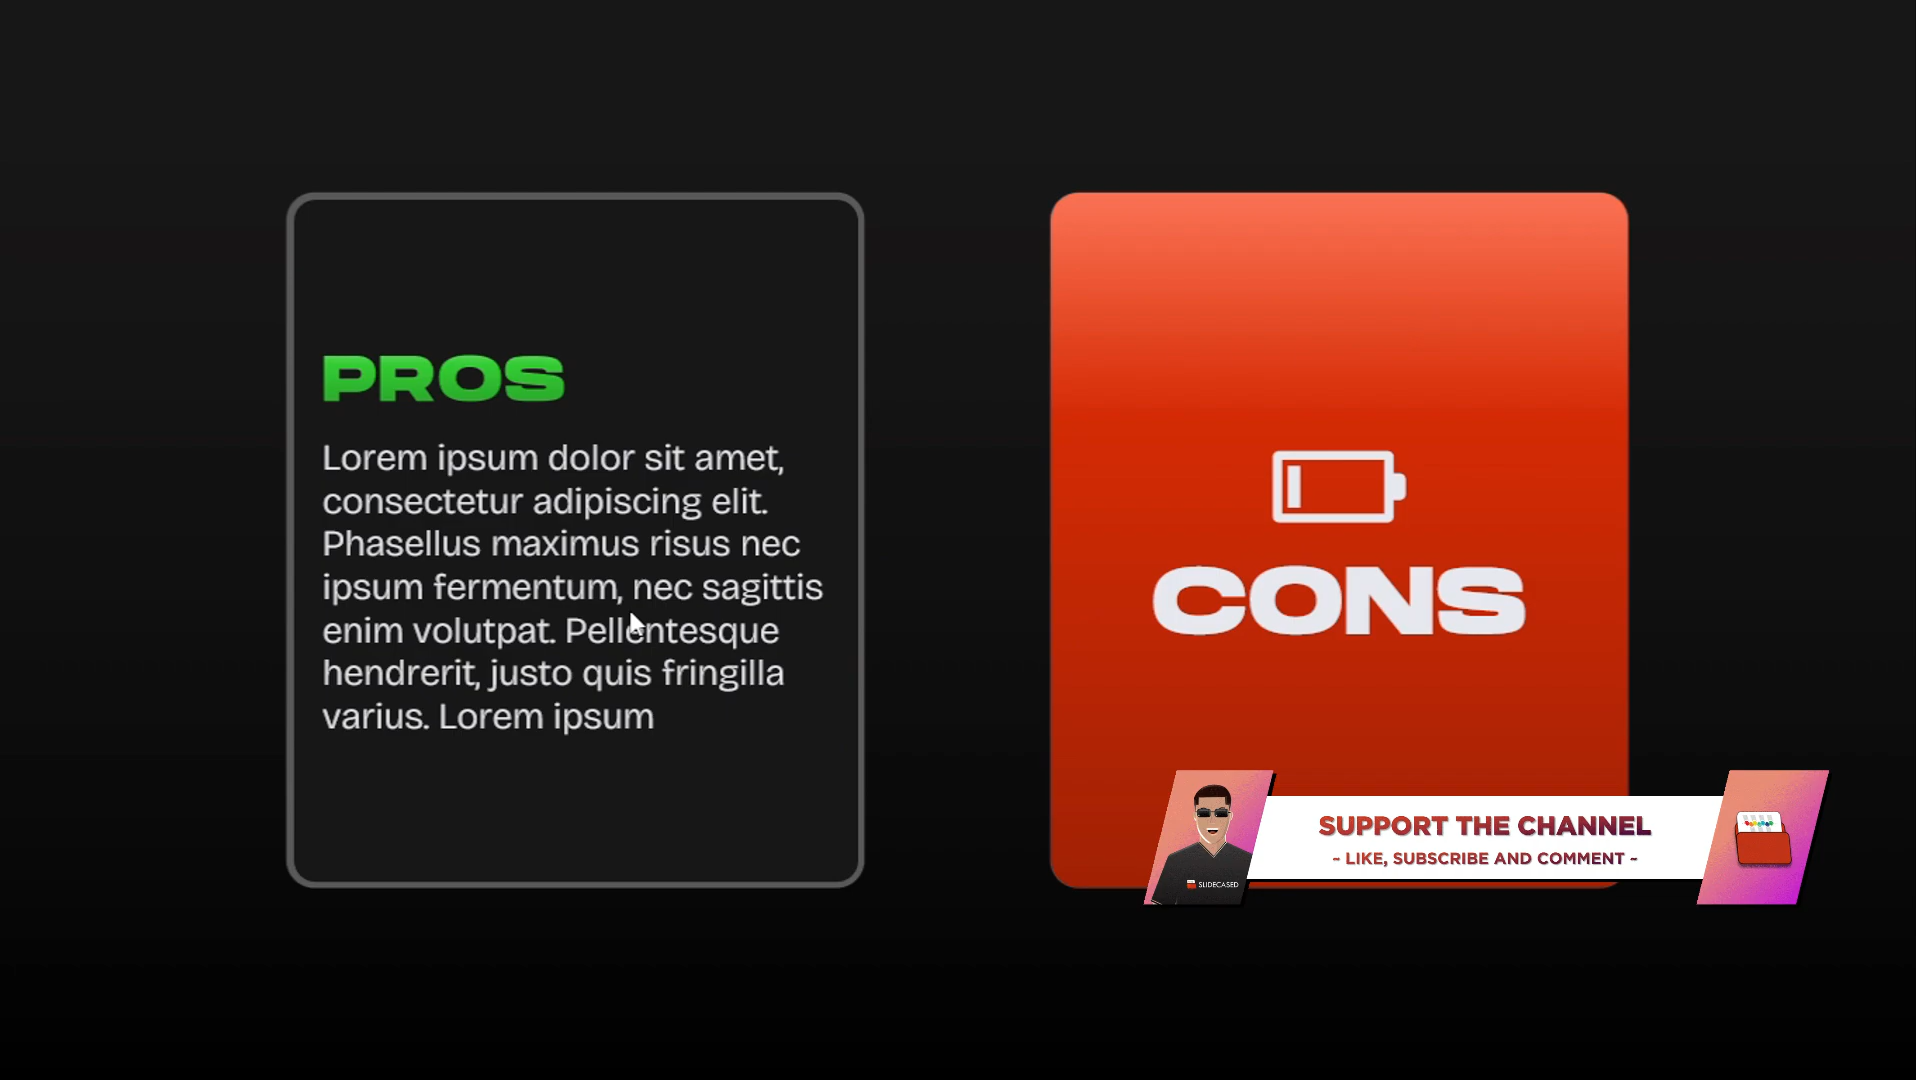 PROS
Lorem ipsum dolor sit amet,
consectetur adipiscing elit.
Phasellus maximus risus nec
ipsum fermentum, nec sagittis
enim volutpat. Pellentesque
hendrerit, justo quis fringilla
varius. Lorem ipsum
CONS
SUPPORT THE CHANNEL
~ LIKE, SUBSCRIBE AND COMMENT ~
SLIDECASED